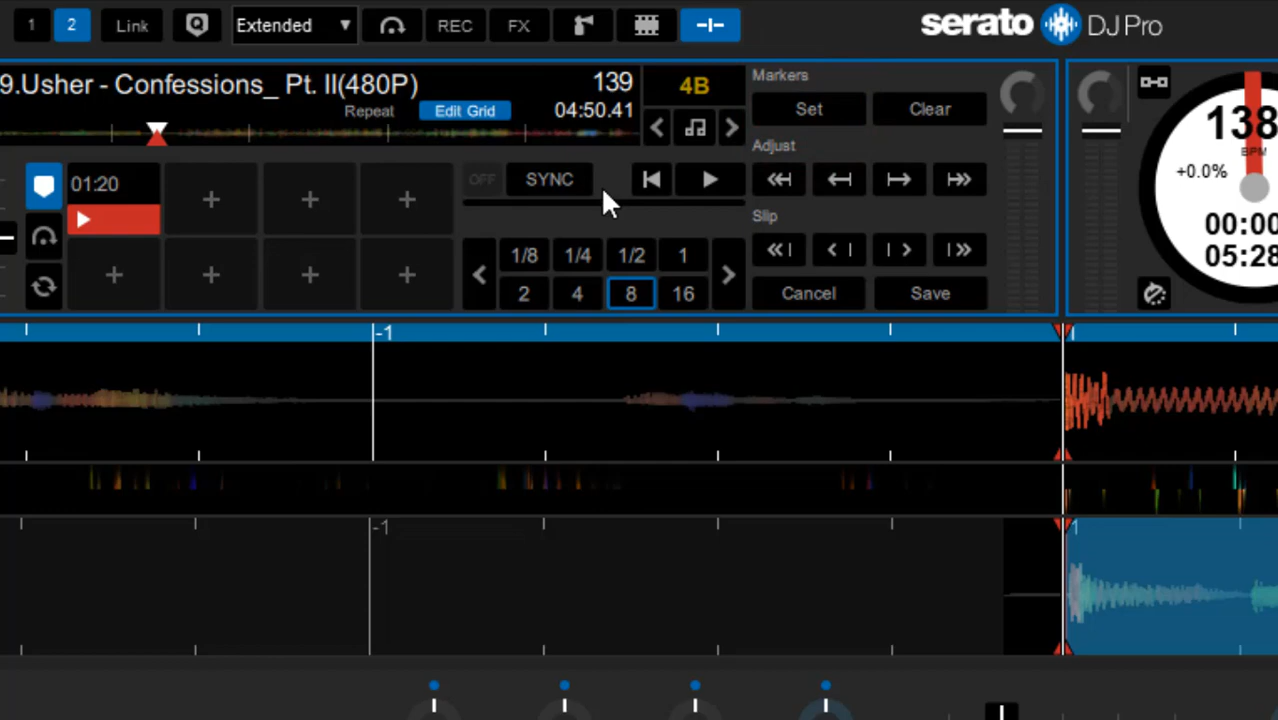 1 2 Link Extended REC FX serato DJ Pro
9.Usher - Confessions_ Pt. II(480P) 139 4B Markers
Repeat Edit Grid 04:50.41
Set Clear
138
BPM
+0.0%
Adjust
01:20 OFF SYNC
Slip
00:00
05:28
1/8 1/4 1/2 1
2 4 8 16 Cancel Save
-1
-1